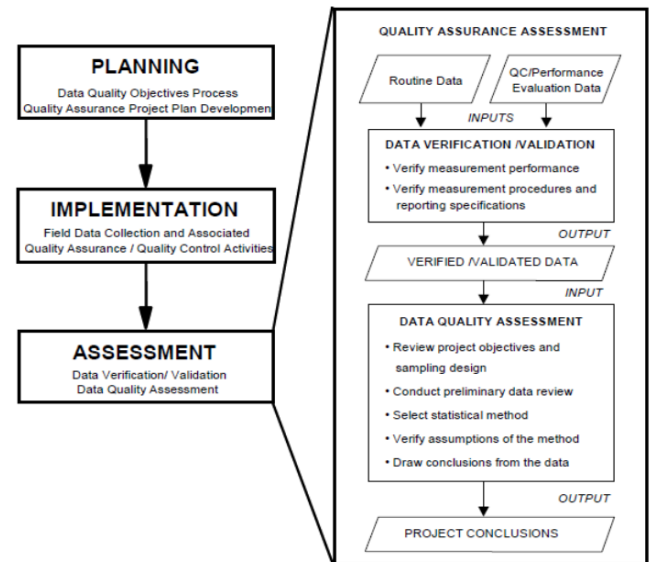 PLANNING
Data Quality Objectives Process
Quality Assurance Project Plan Developmen
IMPLEMENTATION
Field Data Collection and Associated
Quality Assurance / Quality Control Activities
ASSESSMENT
Data Verification/ Validation
Data Quality Assessment
QUALITY ASSURANCE ASSESSMENT
Routine Data
QC/Performance
Evaluation Data
INPUTS
DATA VERIFICATION /VALIDATION
• Verify measurement performance
• Verify measurement procedures and
reporting specifications
OUTPUT
VERIFIED /VALIDATED DATA
INPUT
DATA QUALITY ASSESSMENT
• Review project objectives and
sampling design
• Conduct preliminary data review
• Select statistical method
• Verify assumptions of the method
• Draw conclusions from the data
OUTPUT
PROJECT CONCLUSIONS